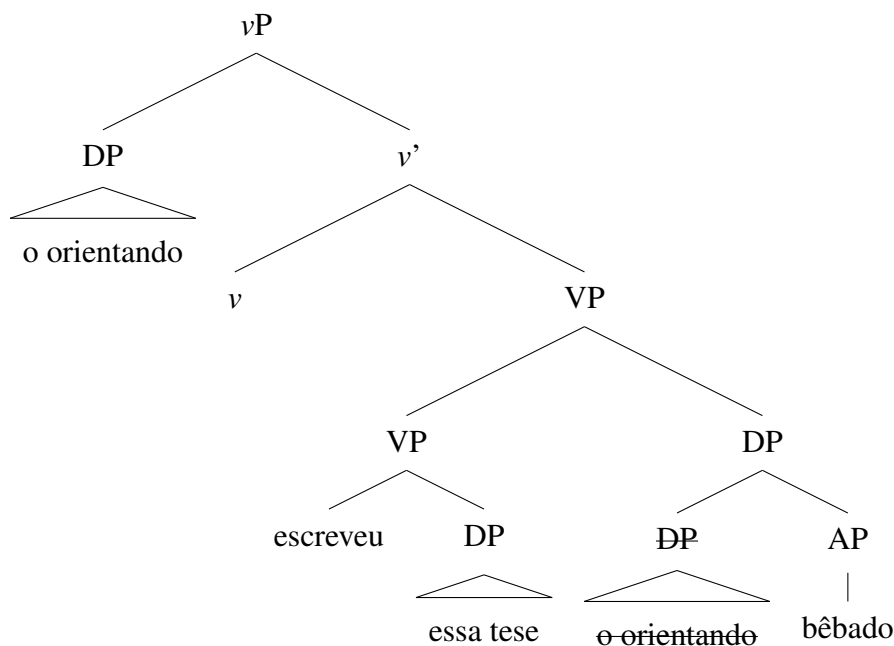 vP
DP v’
o orientando
v VP
VP DP
escreveu DP DP AP
essa tese o orientando bêbado